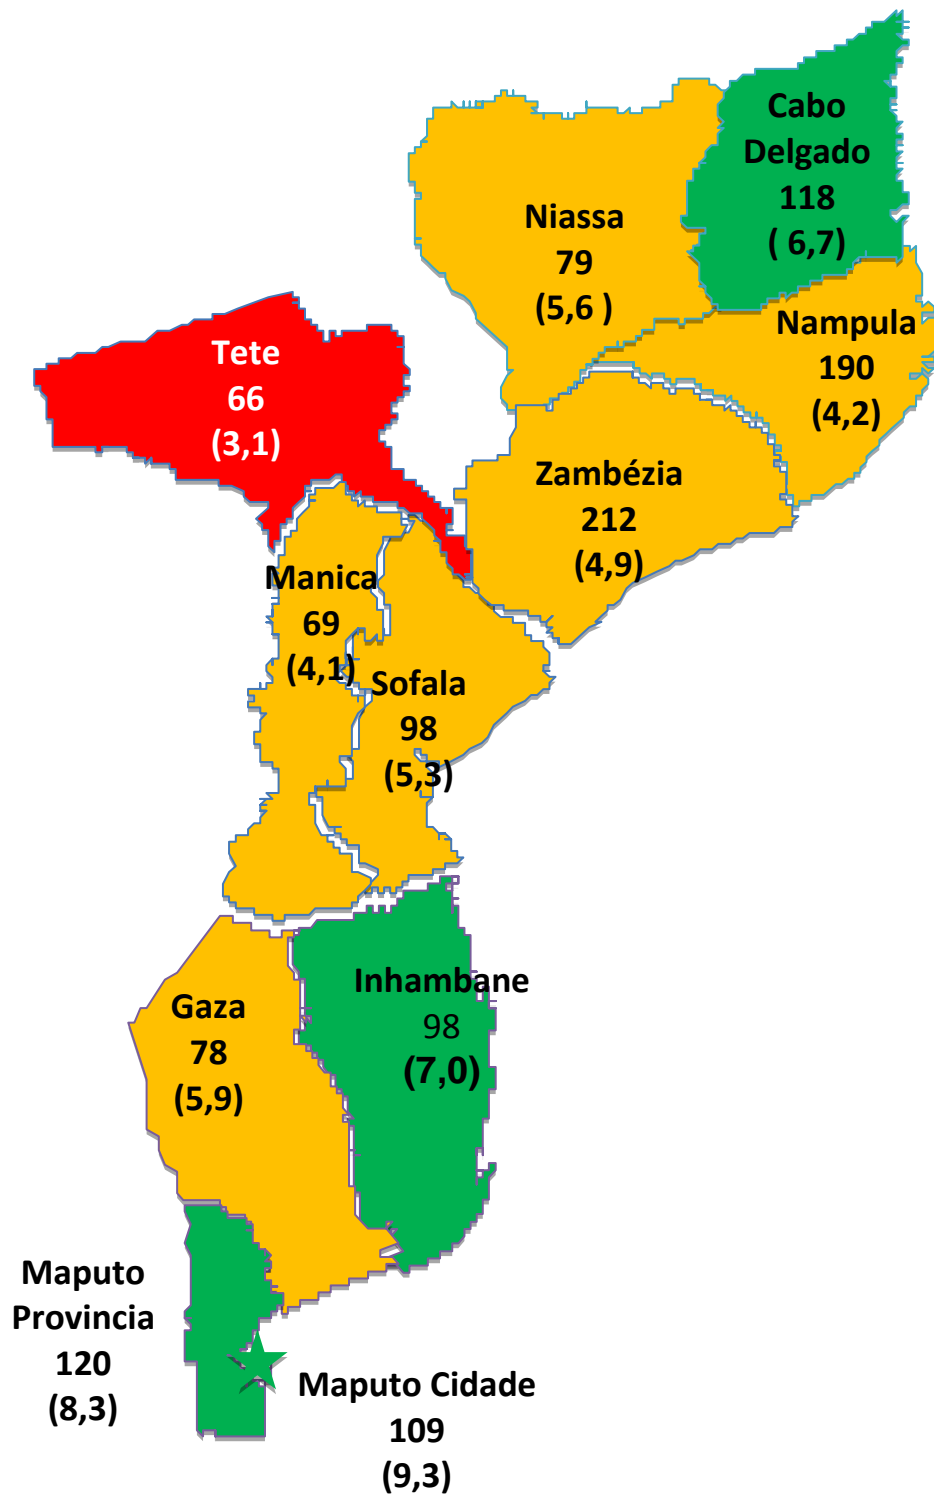 Cabo
Delgado
118
( 6,7)
Niassa
79
(5,6 )
Nampula
190
(4,2)
Tete
66
(3,1)
Zambézia
212
(4,9)
Manica
69
(4,1)
Sofala
98
(5,3)
Inhambane
98
(7,0)
Gaza
78
(5,9)
Maputo
Provincia
120
(8,3)
Maputo Cidade
109
(9,3)